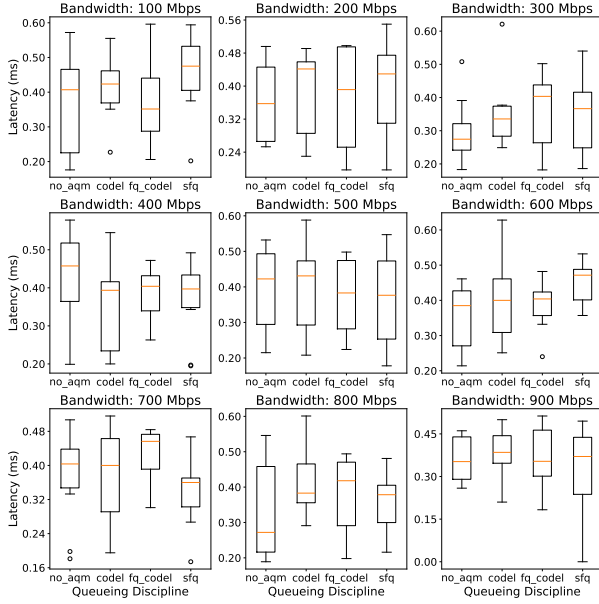 Bandwidth: 100 Mbps
Latency (ms)
0.60
0.50
0.40
0.30
0.20
no_aqm codel fq_codel sfq
Bandwidth: 200 Mbps
0.56
0.48
0.40
0.32
0.24
no_aqm codel fq_codel sfq
Bandwidth: 300 Mbps
0.60
0.50
0.40
0.30
0.20
no_aqm codel fq_codel sfq
Bandwidth: 400 Mbps
Latency (ms)
0.50
0.40
0.30
0.20
no_aqm codel fq_codel sfq
Bandwidth: 500 Mbps
0.60
0.50
0.40
0.30
0.20
no_aqm codel fq_codel sfq
Bandwidth: 600 Mbps
0.60
0.50
0.40
0.30
0.20
no_aqm codel fq_codel sfq
Bandwidth: 700 Mbps
Latency (ms)
0.48
0.40
0.32
0.24
0.16
no_aqm codel fq_codel sfq
Queueing Discipline
Bandwidth: 800 Mbps
0.60
0.50
0.40
0.30
0.20
no_aqm codel fq_codel sfq
Queueing Discipline
Bandwidth: 900 Mbps
0.45
0.30
0.15
0.00
no_aqm codel fq_codel sfq
Queueing Discipline